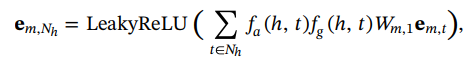 𝐞_{m,N_h} = LeakyReLU ( ∑_{t∈N_h} f_a(h, t) f_g(h, t) W_{m,1} 𝐞_{m,t} ),